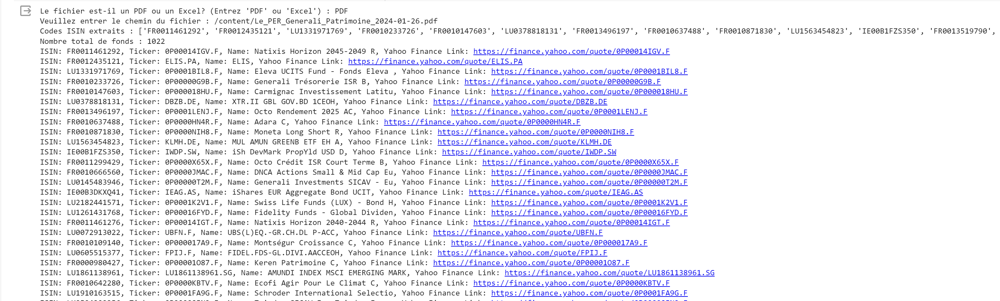 Le fichier est-il un PDF ou un Excel? (Entrez 'PDF' ou 'Excel') : PDF
Veuillez entrer le chemin du fichier : /content/Le_PER_Generali_Patrimoine_2024-01-26.pdf
Codes ISIN extraits : ['FR0011461292', 'FR0012435121', 'LU1331971769', 'FR0010233726', 'FR0010147603', 'LU0378818131', 'FR0013496197', 'FR0010637488', 'FR0010871830', 'LU1563454823', 'IE00B1FZS350', 'FR0013519790',
Nombre total de fonds : 1022
ISIN: FR0011461292, Ticker: 0P00014IGV.F, Name: Natixis Horizon 2045-2049 R, Yahoo Finance Link: https://finance.yahoo.com/quote/0P00014IGV.F
ISIN: FR0012435121, Ticker: ELIS.PA, Name: ELIS, Yahoo Finance Link: https://finance.yahoo.com/quote/ELIS.PA
ISIN: LU1331971769, Ticker: 0P0001BIL8.F, Name: Eleva UCITS Fund - Fonds Eleva , Yahoo Finance Link: https://finance.yahoo.com/quote/0P0001BIL8.F
ISIN: FR0010233726, Ticker: 0P00000G9B.F, Name: Generali Trésorerie ISR B, Yahoo Finance Link: https://finance.yahoo.com/quote/0P00000G9B.F
ISIN: FR0010147603, Ticker: 0P000018HU.F, Name: Carmignac Investissement Latitu, Yahoo Finance Link: https://finance.yahoo.com/quote/0P000018HU.F
ISIN: LU0378818131, Ticker: DBZB.DE, Name: XTR.II GBL GOV.BD 1CEOH, Yahoo Finance Link: https://finance.yahoo.com/quote/DBZB.DE
ISIN: FR0013496197, Ticker: 0P0001LENJ.F, Name: Octo Rendement 2025 AC, Yahoo Finance Link: https://finance.yahoo.com/quote/0P0001LENJ.F
ISIN: FR0010637488, Ticker: 0P0000HN4R.F, Name: Adara C, Yahoo Finance Link: https://finance.yahoo.com/quote/0P0000HN4R.F
ISIN: FR0010871830, Ticker: 0P0000NIH8.F, Name: Moneta Long Short R, Yahoo Finance Link: https://finance.yahoo.com/quote/0P0000NIH8.F
ISIN: LU1563454823, Ticker: KLMH.DE, Name: MUL AMUN GREENB ETF EH A, Yahoo Finance Link: https://finance.yahoo.com/quote/KLMH.DE
ISIN: IE00B1FZS350, Ticker: IWDP.SW, Name: iSh DevMark PropYld USD D, Yahoo Finance Link: https://finance.yahoo.com/quote/IWDP.SW
ISIN: FR0011299429, Ticker: 0P0000X65X.F, Name: Octo Crédit ISR Court Terme B, Yahoo Finance Link: https://finance.yahoo.com/quote/0P0000X65X.F
ISIN: FR0010666560, Ticker: 0P0000JMAC.F, Name: DNCA Actions Small & Mid Cap Eu, Yahoo Finance Link: https://finance.yahoo.com/quote/0P0000JMAC.F
ISIN: LU0145483946, Ticker: 0P00000T2M.F, Name: Generali Investments SICAV - Eu, Yahoo Finance Link: https://finance.yahoo.com/quote/0P00000T2M.F
ISIN: IE00B3DKXQ41, Ticker: IEAG.AS, Name: iShares EUR Aggregate Bond UCIT, Yahoo Finance Link: https://finance.yahoo.com/quote/IEAG.AS
ISIN: LU2182441571, Ticker: 0P0001K2V1.F, Name: Swiss Life Funds (LUX) - Bond H, Yahoo Finance Link: https://finance.yahoo.com/quote/0P0001K2V1.F
ISIN: LU1261431768, Ticker: 0P00016FYD.F, Name: Fidelity Funds - Global Dividen, Yahoo Finance Link: https://finance.yahoo.com/quote/0P00016FYD.F
ISIN: FR0011461276, Ticker: 0P00014IGT.F, Name: Natixis Horizon 2040-2044 R, Yahoo Finance Link: https://finance.yahoo.com/quote/0P00014IGT.F
ISIN: LU0072913022, Ticker: UBFN.F, Name: UBS(L)EQ.-GR.CH.DL P-ACC, Yahoo Finance Link: https://finance.yahoo.com/quote/UBFN.F
ISIN: FR0010109140, Ticker: 0P000017A9.F, Name: Montségur Croissance C, Yahoo Finance Link: https://finance.yahoo.com/quote/0P000017A9.F
ISIN: LU0605515377, Ticker: FPIJ.F, Name: FIDEL.FDS-GL.DIVI.AACCEOH, Yahoo Finance Link: https://finance.yahoo.com/quote/FPIJ.F
ISIN: FR0000980427, Ticker: 0P00001O87.F, Name: Keren Patrimoine C, Yahoo Finance Link: https://finance.yahoo.com/quote/0P00001O87.F
ISIN: LU1861138961, Ticker: LU1861138961.SG, Name: AMUNDI INDEX MSCI EMERGING MARK, Yahoo Finance Link: https://finance.yahoo.com/quote/LU1861138961.SG
ISIN: FR0010642280, Ticker: 0P0000KBTV.F, Name: Ecofi Agir Pour Le Climat C, Yahoo Finance Link: https://finance.yahoo.com/quote/0P0000KBTV.F
ISIN: LU1910163515, Ticker: 0P0001FA9G.F, Name: Schroder International Selectio, Yahoo Finance Link: https://finance.yahoo.com/quote/0P0001FA9G.F